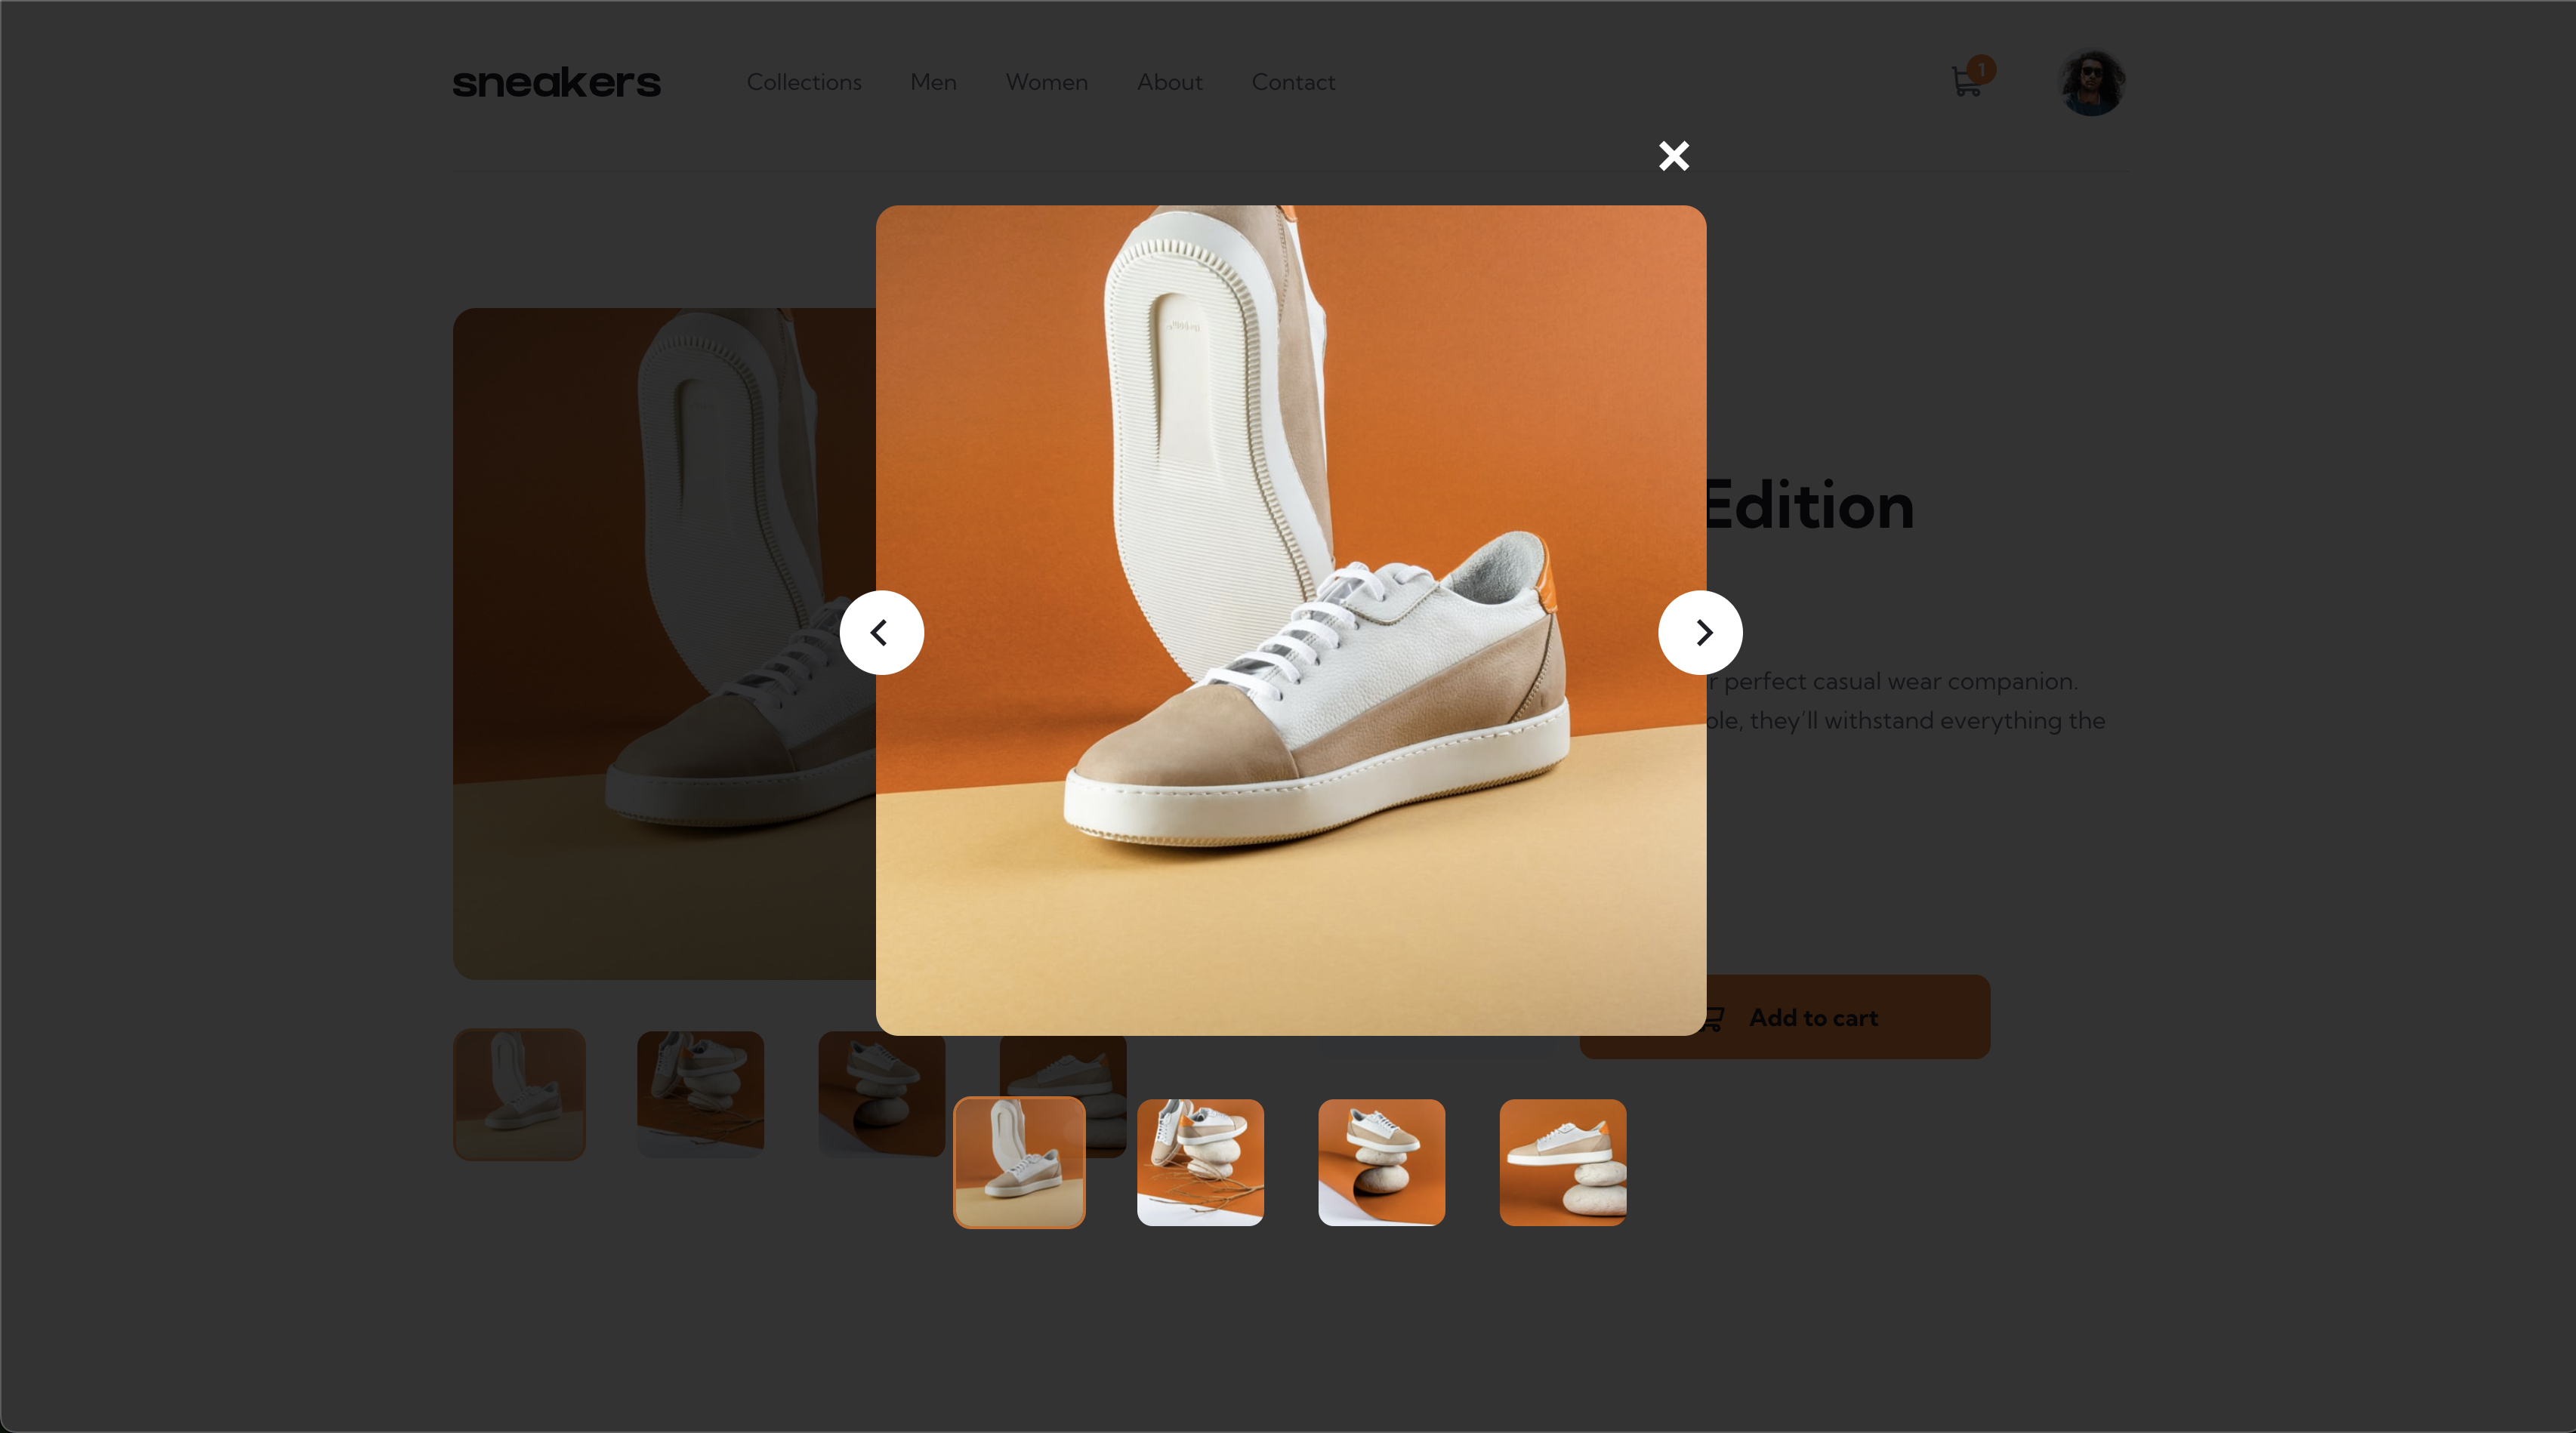 sneakers
Collections Men Women About Contact
1
Edition
perfect casual wear companion.
they'll withstand everything the
Add to cart